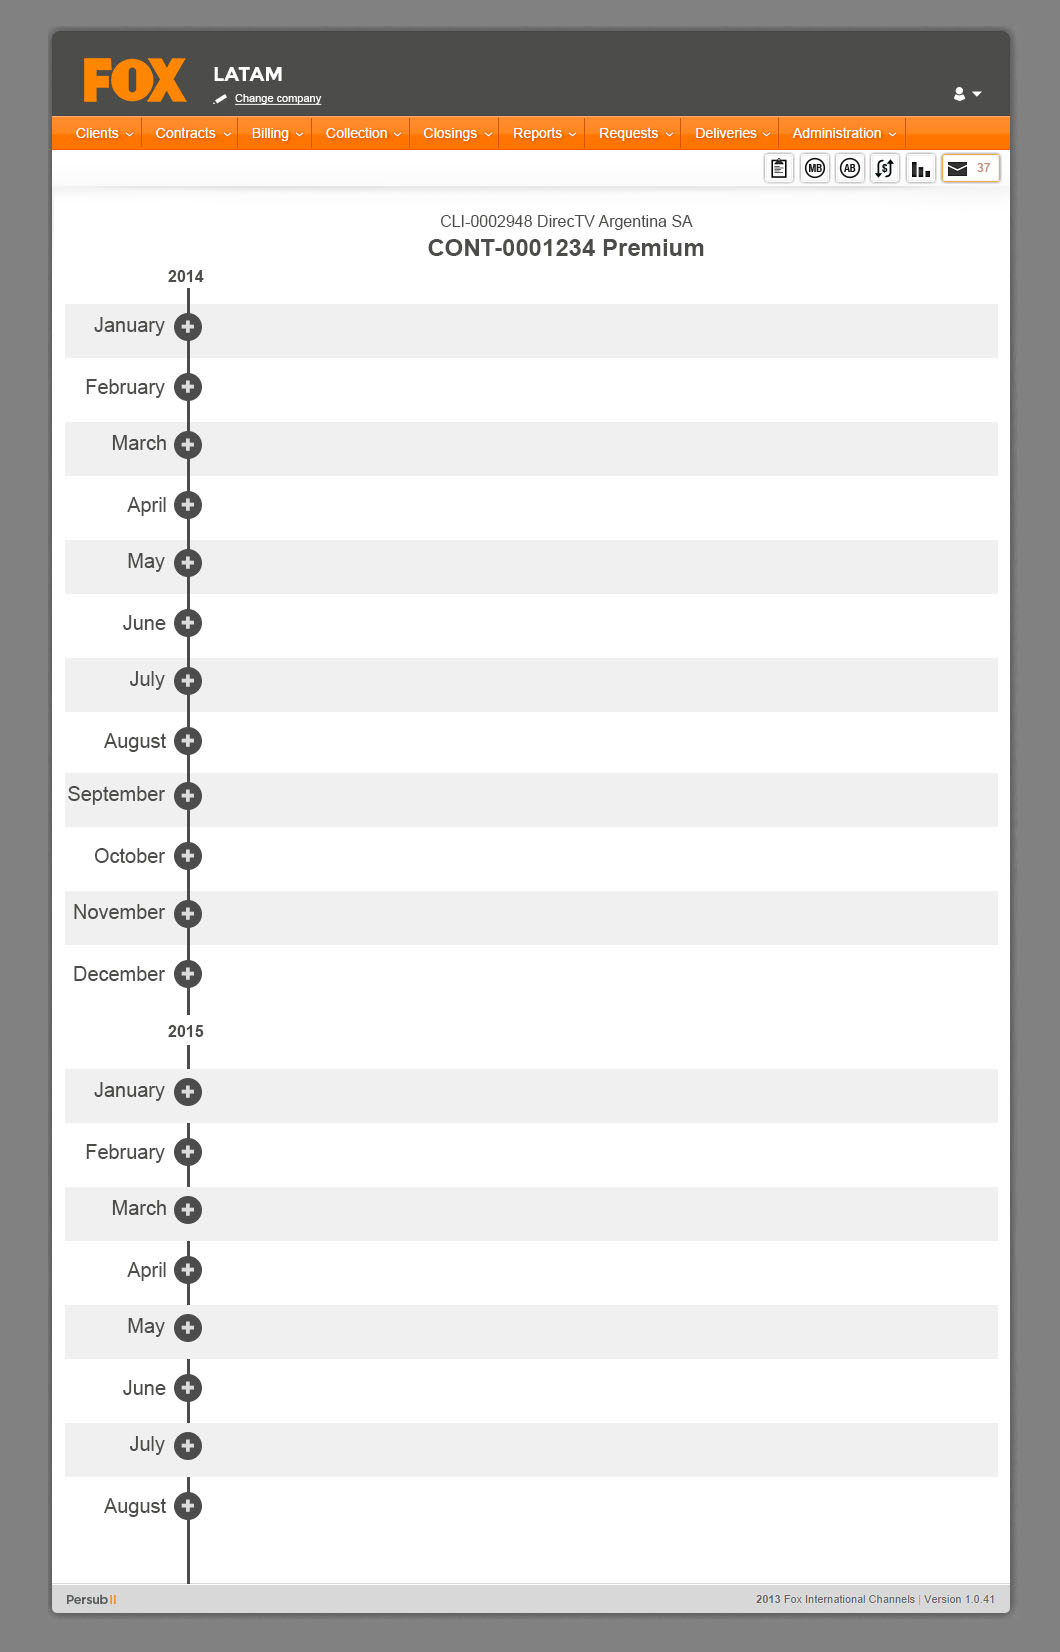 FOX
LATAM
Change company
Clients Contracts Billing Collection Closings Reports Requests Deliveries Administration
MB AB $ 37
CLI-0002948 DirecTV Argentina SA
CONT-0001234 Premium
2014
January
February
March
April
May
June
July
August
September
October
November
December
2015
January
February
March
April
May
June
July
August
Persub II 2013 Fox International Channels | Version 1.0.41